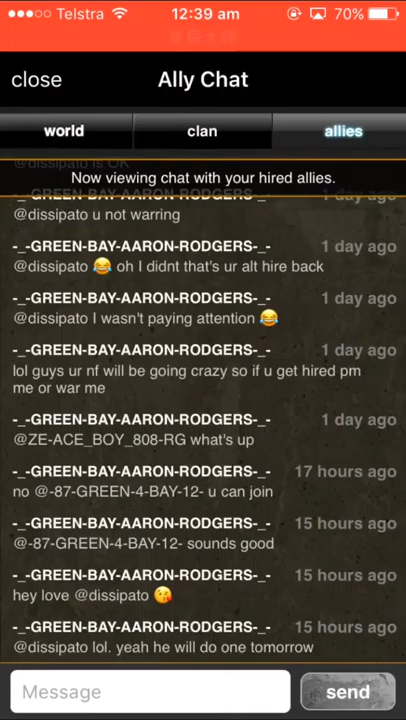 Telstra 12:39 am 70%
close Ally Chat
world clan allies
@dissipato is OK
Now viewing chat with your hired allies.
-_-GREEN-BAY-AARON-RODGERS-_- 1 day ago
@dissipato u not warring
-_-GREEN-BAY-AARON-RODGERS-_- 1 day ago
@dissipato 😂 oh I didnt that's ur alt hire back
-_-GREEN-BAY-AARON-RODGERS-_- 1 day ago
@dissipato I wasn't paying attention 😂
-_-GREEN-BAY-AARON-RODGERS-_- 1 day ago
lol guys ur nf will be going crazy so if u get hired pm
me or war me
-_-GREEN-BAY-AARON-RODGERS-_- 1 day ago
@ZE-ACE_BOY_808-RG what's up
-_-GREEN-BAY-AARON-RODGERS-_- 17 hours ago
no @-87-GREEN-4-BAY-12- u can join
-_-GREEN-BAY-AARON-RODGERS-_- 15 hours ago
@-87-GREEN-4-BAY-12- sounds good
-_-GREEN-BAY-AARON-RODGERS-_- 15 hours ago
hey love @dissipato 😘
-_-GREEN-BAY-AARON-RODGERS-_- 15 hours ago
@dissipato lol. yeah he will do one tomorrow
Message send